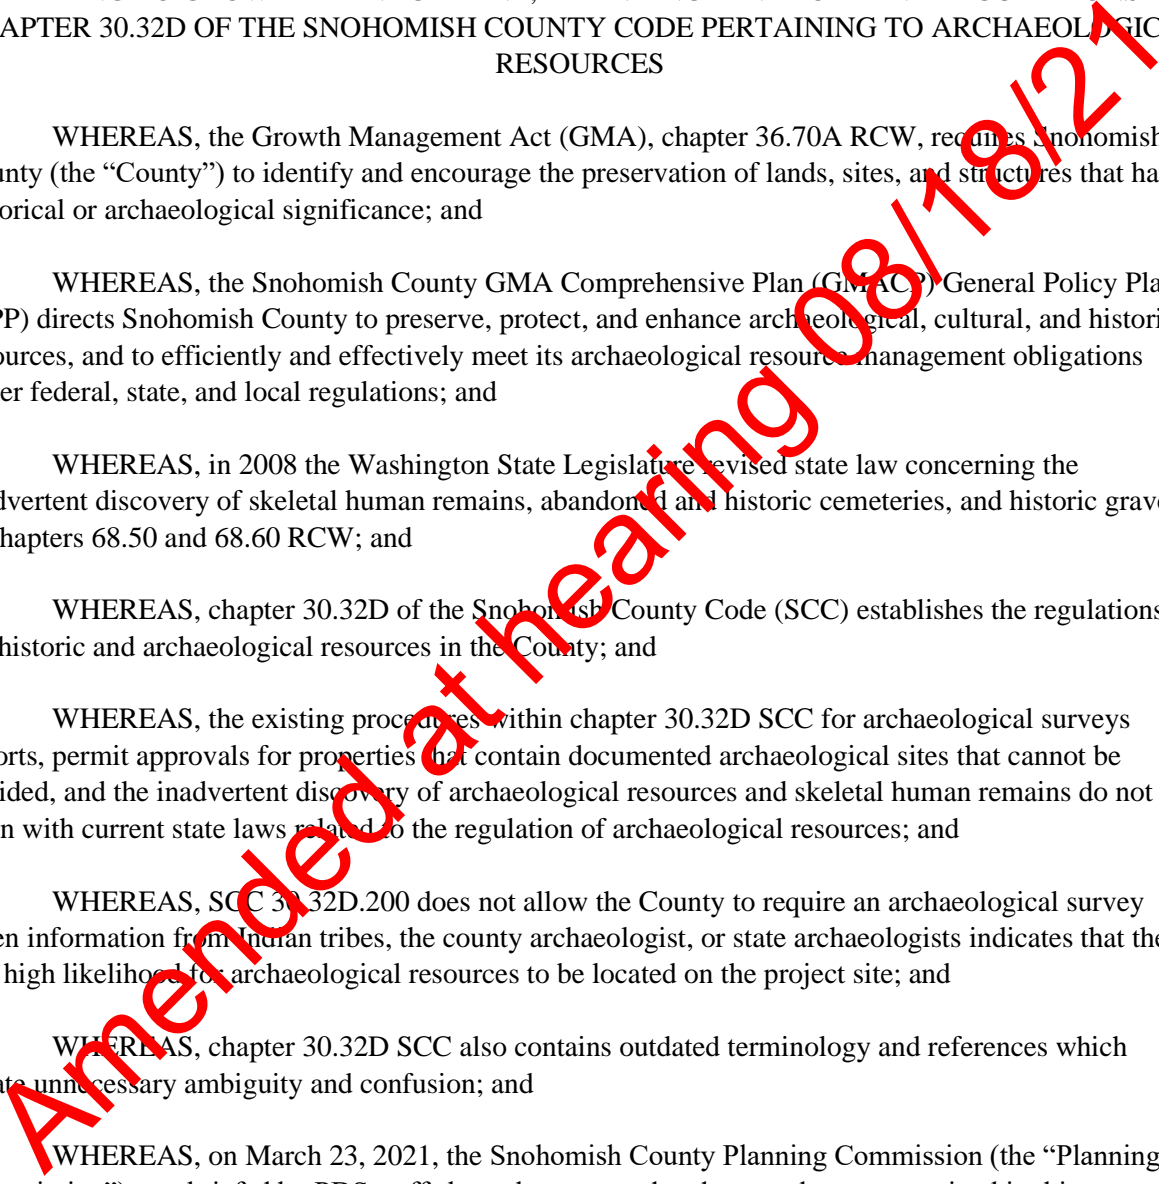 APTER 30.32D OF THE SNOHOMISH COUNTY CODE PERTAINING TO ARCHAEOLOGIC
RESOURCES
WHEREAS, the Growth Management Act (GMA), chapter 36.70A RCW, requires Snohomish
unty (the “County”) to identify and encourage the preservation of lands, sites, and structures that ha
orical or archaeological significance; and
WHEREAS, the Snohomish County GMA Comprehensive Plan (GMACP) General Policy Pla
PP) directs Snohomish County to preserve, protect, and enhance archaeological, cultural, and histori
ources, and to efficiently and effectively meet its archaeological resource management obligations
er federal, state, and local regulations; and
WHEREAS, in 2008 the Washington State Legislature revised state law concerning the
dvertent discovery of skeletal human remains, abandoned and historic cemeteries, and historic grave
hapters 68.50 and 68.60 RCW; and
WHEREAS, chapter 30.32D of the Snohomish County Code (SCC) establishes the regulations
historic and archaeological resources in the County; and
WHEREAS, the existing procedures within chapter 30.32D SCC for archaeological surveys
orts, permit approvals for properties that contain documented archaeological sites that cannot be
ided, and the inadvertent discovery of archaeological resources and skeletal human remains do not
n with current state laws related to the regulation of archaeological resources; and
WHEREAS, SCC 30.32D.200 does not allow the County to require an archaeological survey
en information from Indian tribes, the county archaeologist, or state archaeologists indicates that the
high likelihood for archaeological resources to be located on the project site; and
WHEREAS, chapter 30.32D SCC also contains outdated terminology and references which
ate unnecessary ambiguity and confusion; and
WHEREAS, on March 23, 2021, the Snohomish County Planning Commission (the “Planning
Amended at hearing 08/18/21